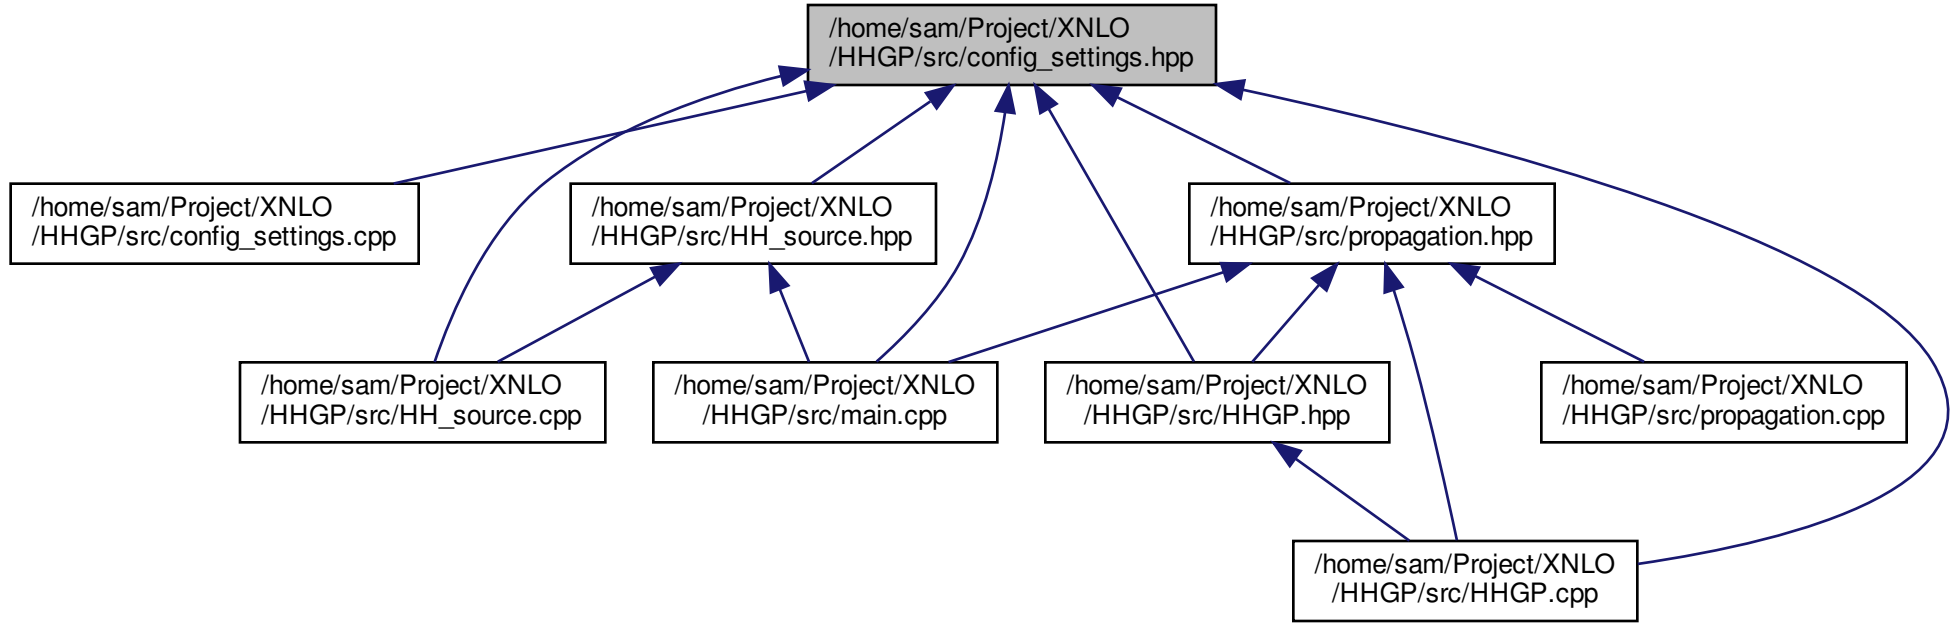 /home/sam/Project/XNLO
/HHGP/src/config_settings.hpp
/home/sam/Project/XNLO
/HHGP/src/config_settings.cpp
/home/sam/Project/XNLO
/HHGP/src/HH_source.hpp
/home/sam/Project/XNLO
/HHGP/src/propagation.hpp
/home/sam/Project/XNLO
/HHGP/src/HH_source.cpp
/home/sam/Project/XNLO
/HHGP/src/main.cpp
/home/sam/Project/XNLO
/HHGP/src/HHGP.hpp
/home/sam/Project/XNLO
/HHGP/src/propagation.cpp
/home/sam/Project/XNLO
/HHGP/src/HHGP.cpp